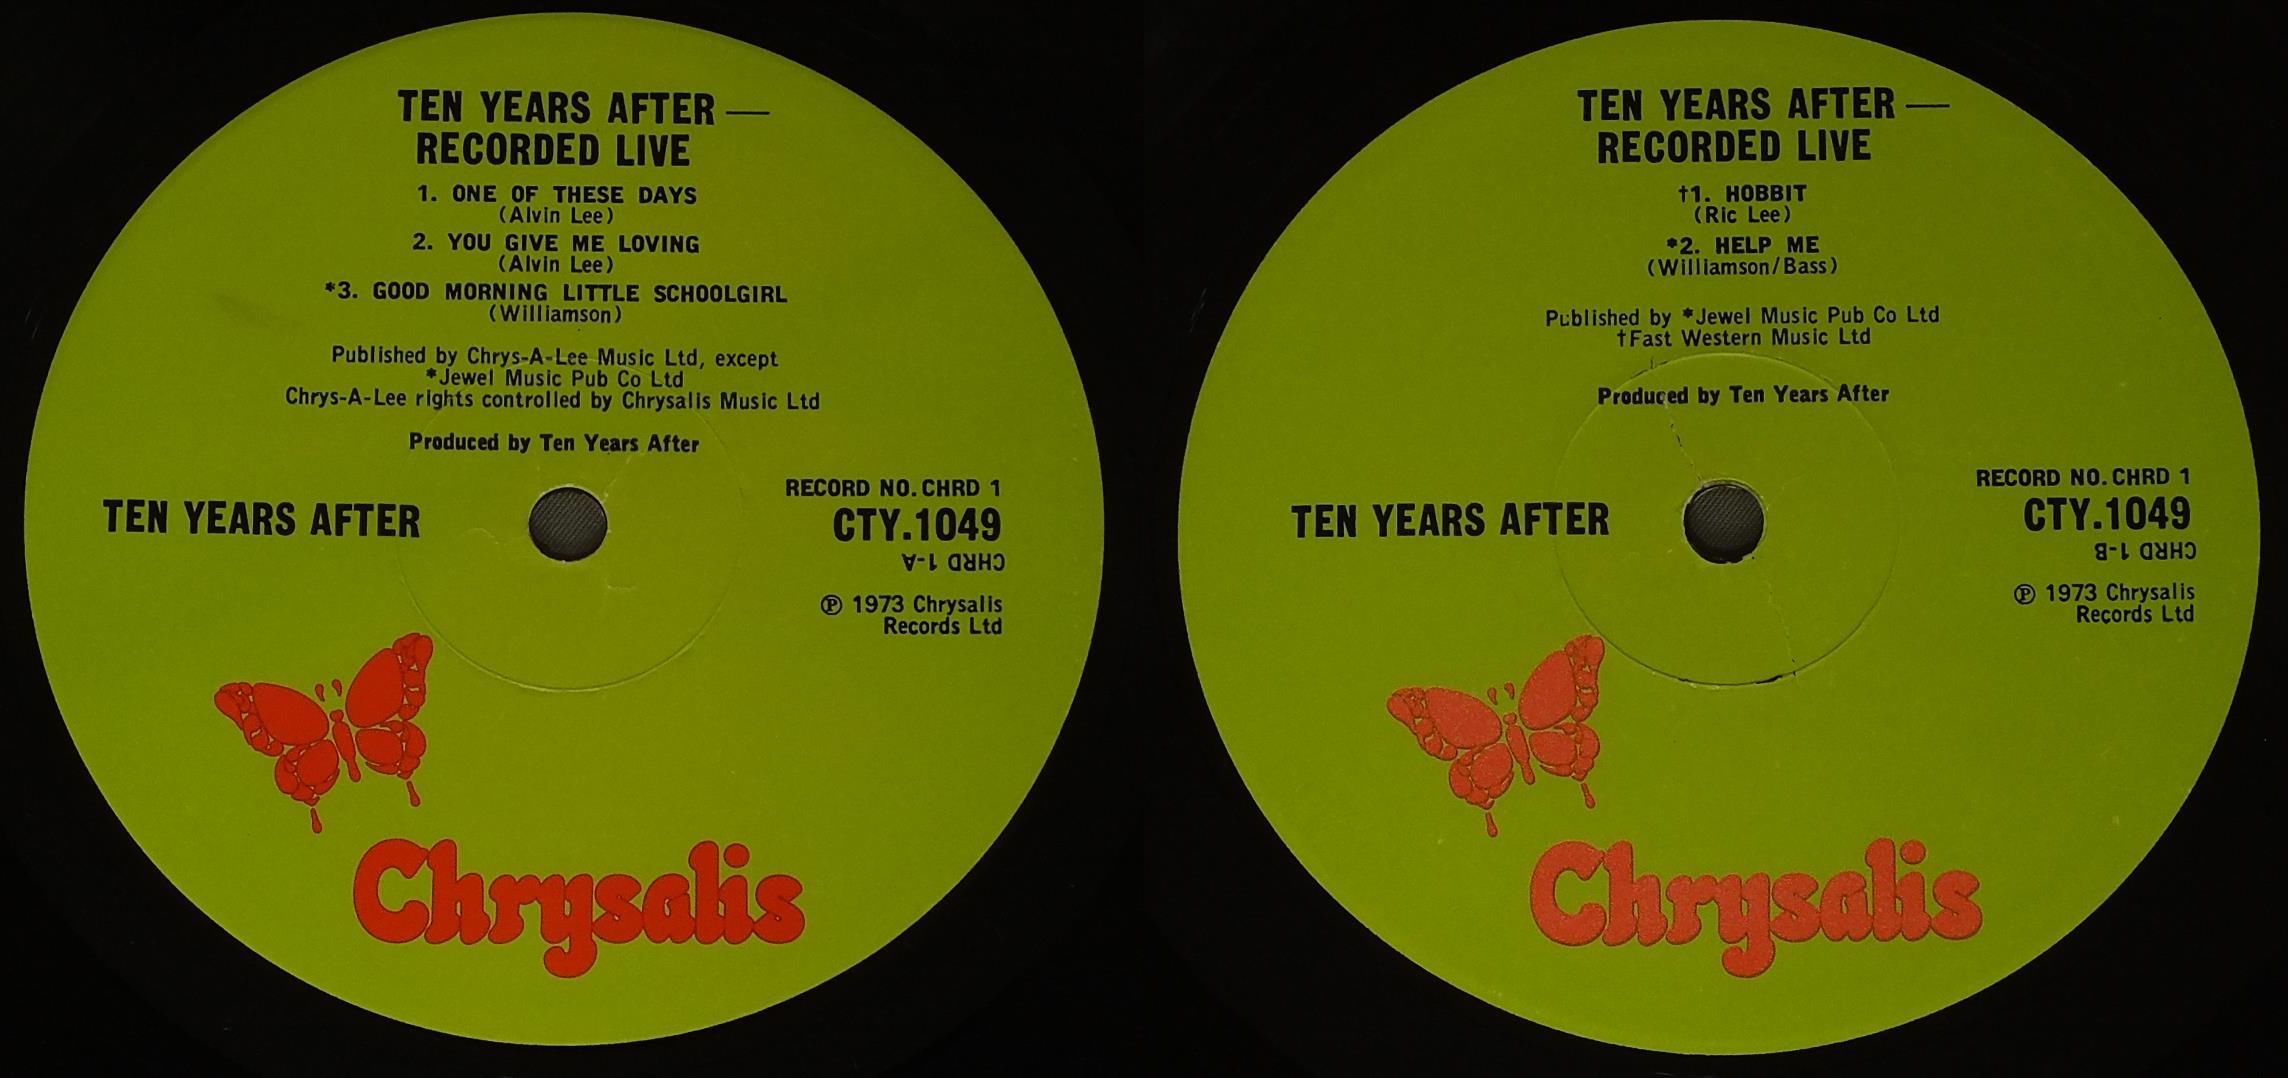 TEN YEARS AFTER—
RECORDED LIVE
1. ONE OF THESE DAYS
(Alvin Lee)
2. YOU GIVE ME LOVING
(Alvin Lee)
*3. GOOD MORNING LITTLE SCHOOLGIRL
(Williamson)
Published by Chrys-A-Lee Music Ltd, except
*Jewel Music Pub Co Ltd
Chrys-A-Lee rights controlled by Chrysalis Music Ltd
Produced by Ten Years After
TEN YEARS AFTER
RECORD NO. CHRD 1
CTY.1049
CHRD 1-A
℗ 1973 Chrysalis
Records Ltd
Chrysalis
TEN YEARS AFTER—
RECORDED LIVE
†1. HOBBIT
(Ric Lee)
*2. HELP ME
(Williamson/Bass)
Published by *Jewel Music Pub Co Ltd
†Fast Western Music Ltd
Produced by Ten Years After
TEN YEARS AFTER
RECORD NO. CHRD 1
CTY.1049
CHRD 1-B
℗ 1973 Chrysalis
Records Ltd
Chrysalis